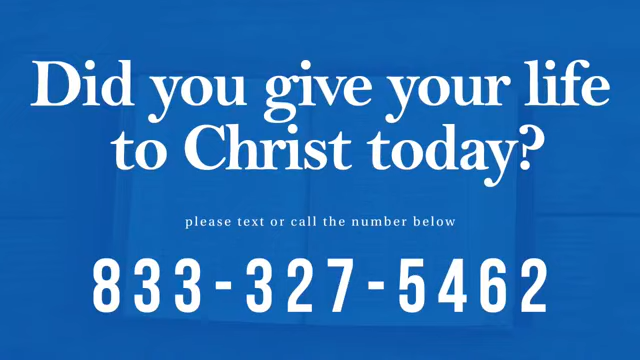 Did you give your life
to Christ today?
please text or call the number below
833-327-5462